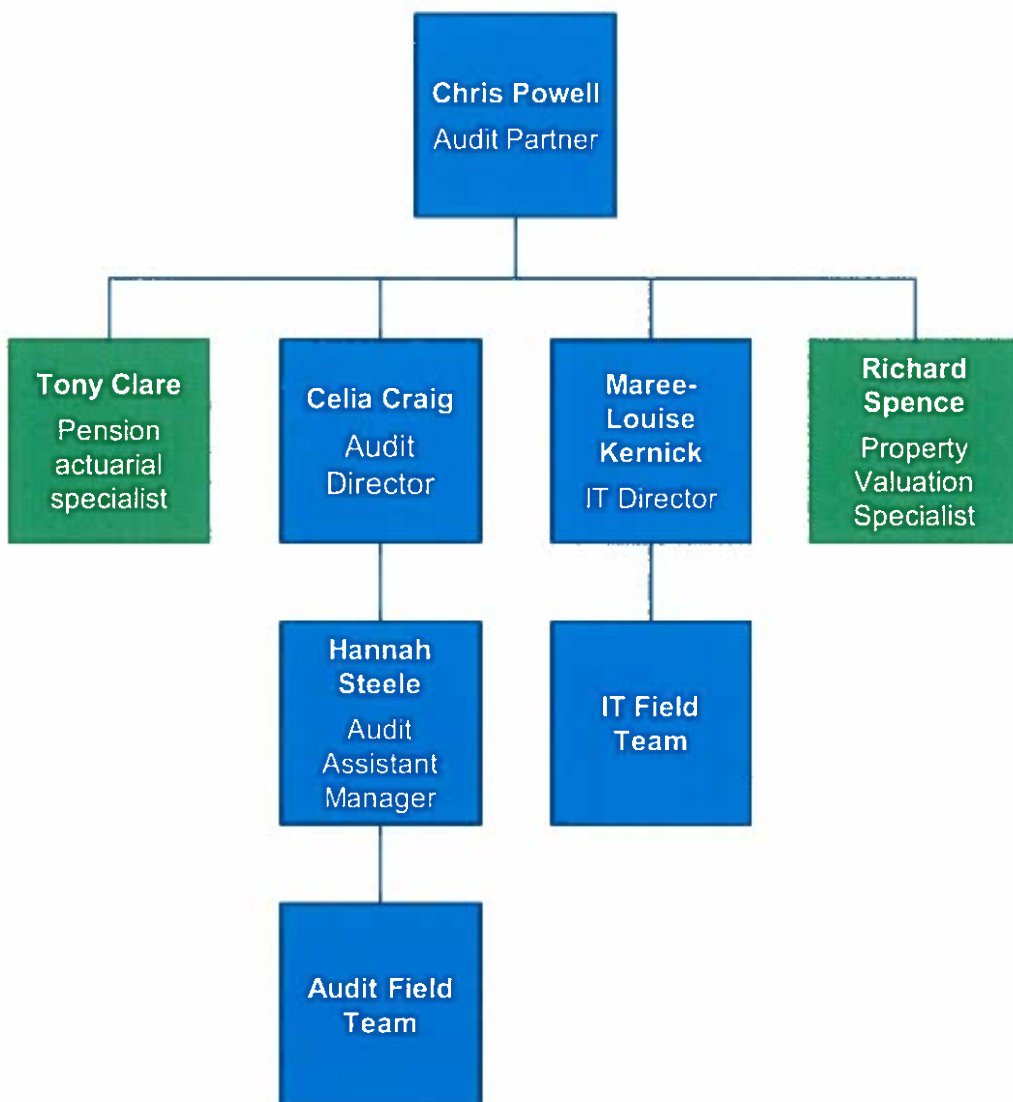 Chris Powell
Audit Partner
Tony Clare
Pension
actuarial
specialist
Celia Craig
Audit
Director
Maree-
Louise
Kernick
IT Director
Richard
Spence
Property
Valuation
Specialist
Hannah
Steele
Audit
Assistant
Manager
IT Field
Team
Audit Field
Team